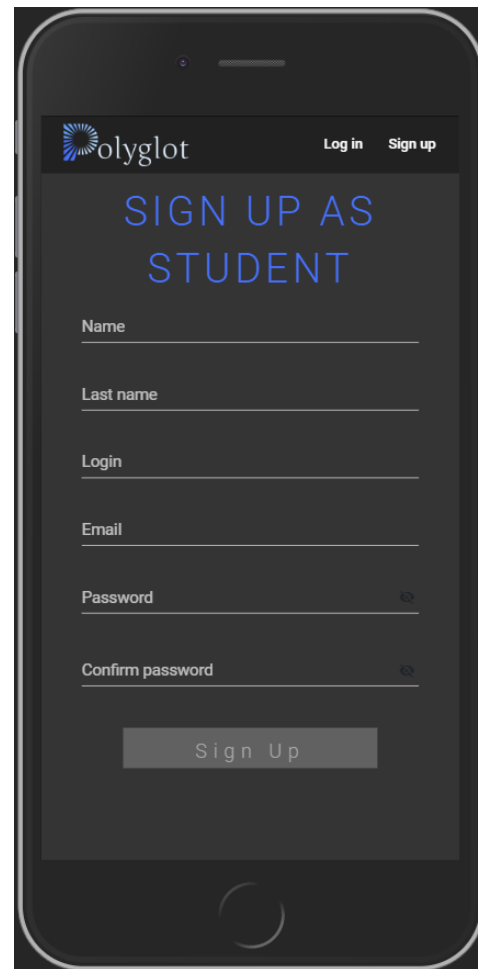 Polyglot
Log in Sign up
SIGN UP AS
STUDENT
Name
Last name
Login
Email
Password
Confirm password
Sign Up